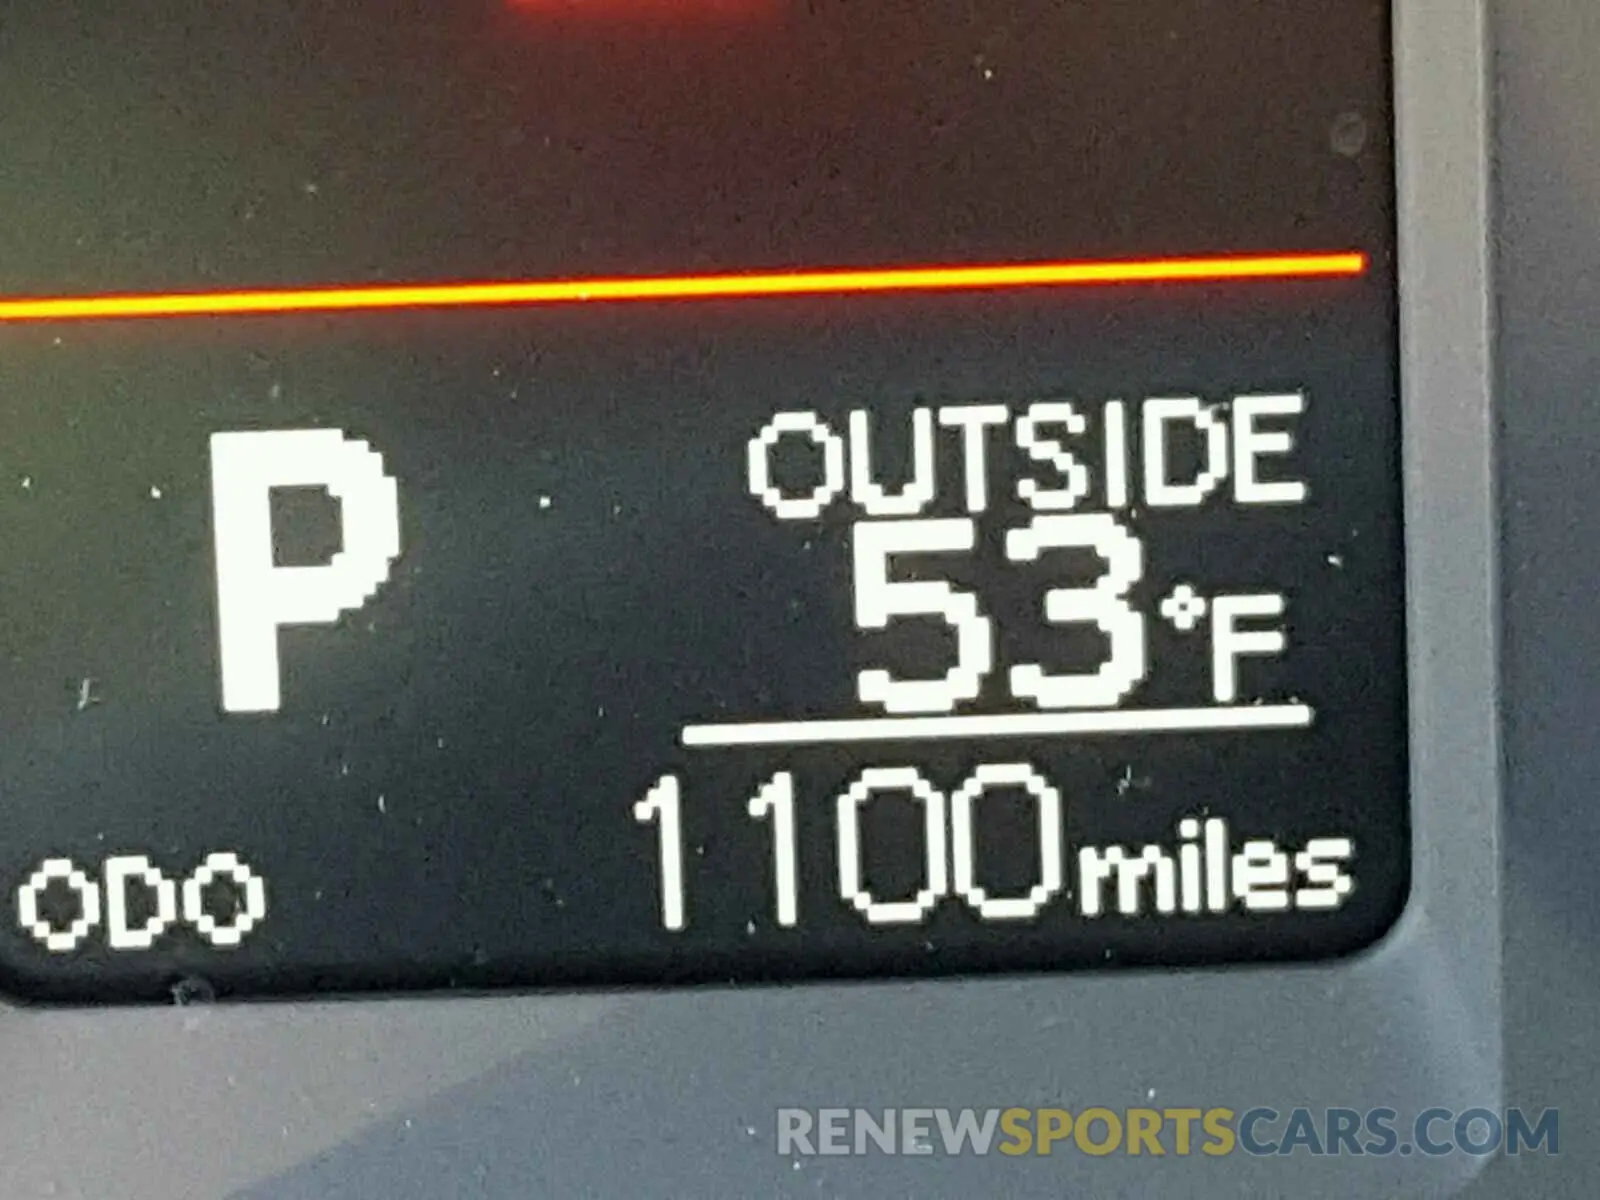 P
OUTSIDE
53°F
ODO 1100 miles
RENEWSPORTSCARS.COM